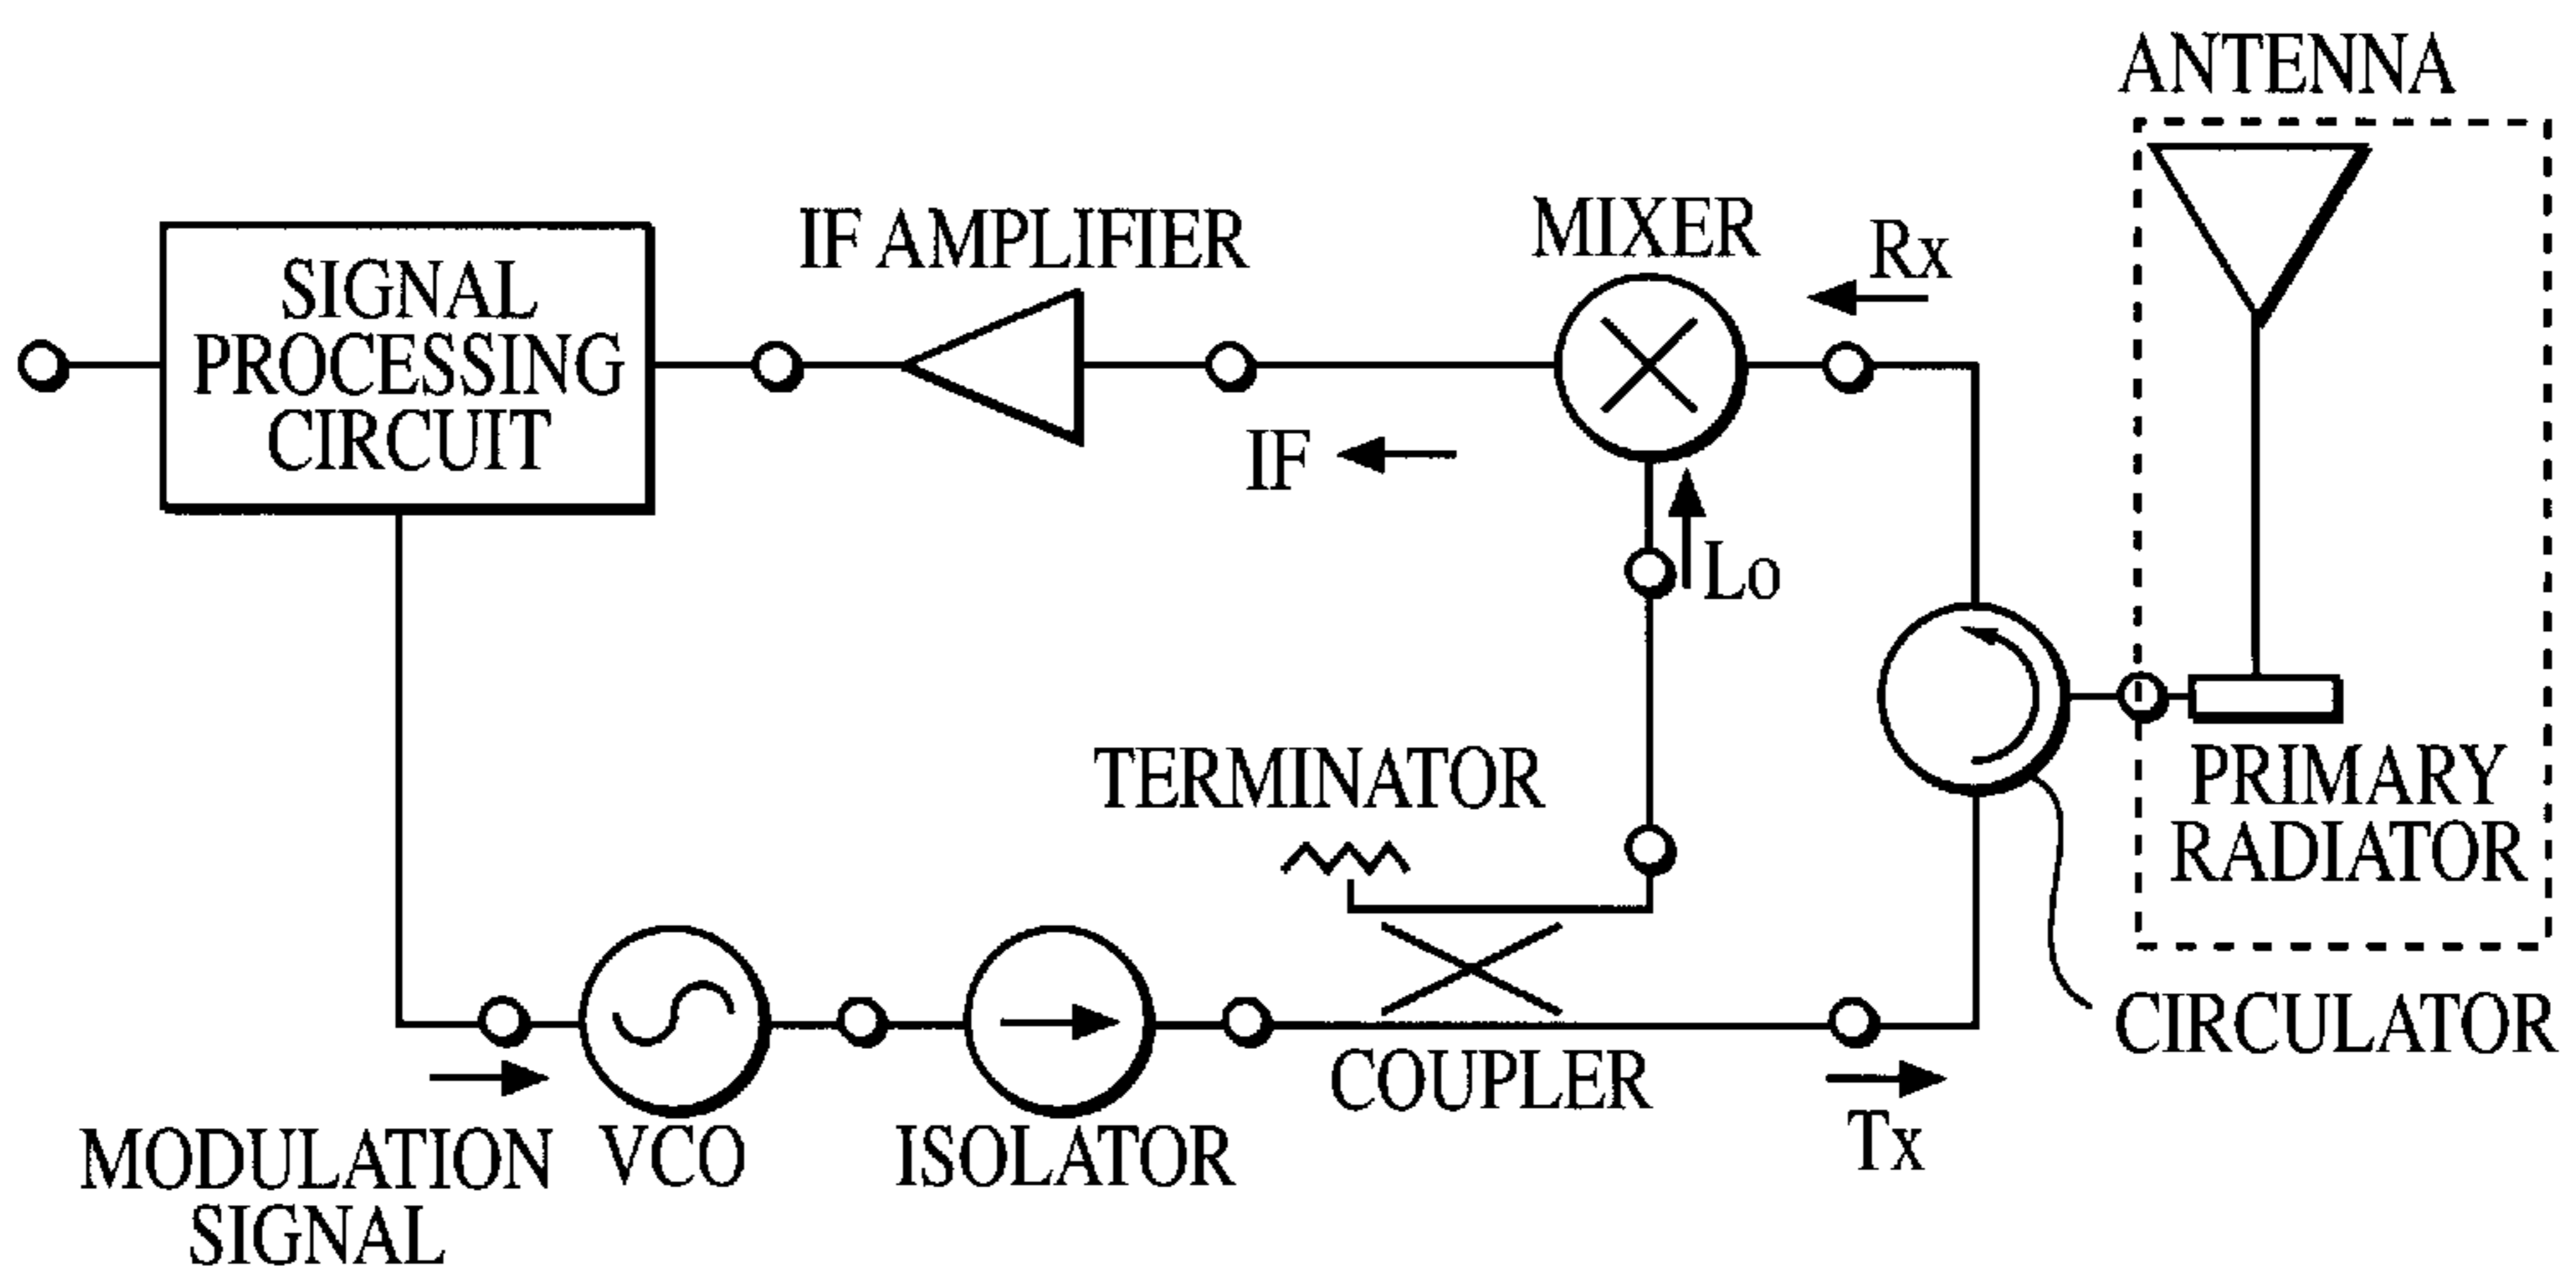 ANTENNA
IF AMPLIFIER
MIXER
Rx
SIGNAL
PROCESSING
CIRCUIT
IF
Lo
TERMINATOR
PRIMARY
RADIATOR
CIRCULATOR
COUPLER
Tx
MODULATION
SIGNAL
VCO
ISOLATOR